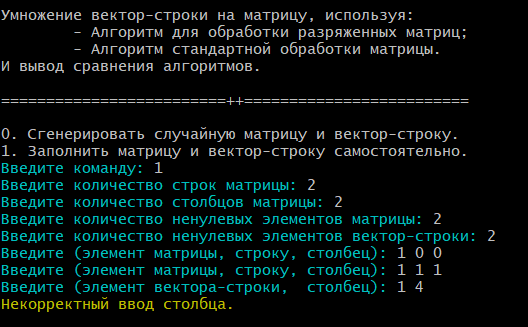 Умножение вектор-строки на матрицу, используя:
- Алгоритм для обработки разряженных матриц;
- Алгоритм стандартной обработки матрицы.
И вывод сравнения алгоритмов.
=========================++=========================
0. Сгенерировать случайную матрицу и вектор-строку.
1. Заполнить матрицу и вектор-строку самостоятельно.
Введите команду: 1
Введите количество строк матрицы: 2
Введите количество столбцов матрицы: 2
Введите количество ненулевых элементов матрицы: 2
Введите количество ненулевых элементов вектор-строки: 2
Введите (элемент матрицы, строку, столбец): 1 0 0
Введите (элемент матрицы, строку, столбец): 1 1 1
Введите (элемент вектора-строки,  столбец): 1 4
Некорректный ввод столбца.